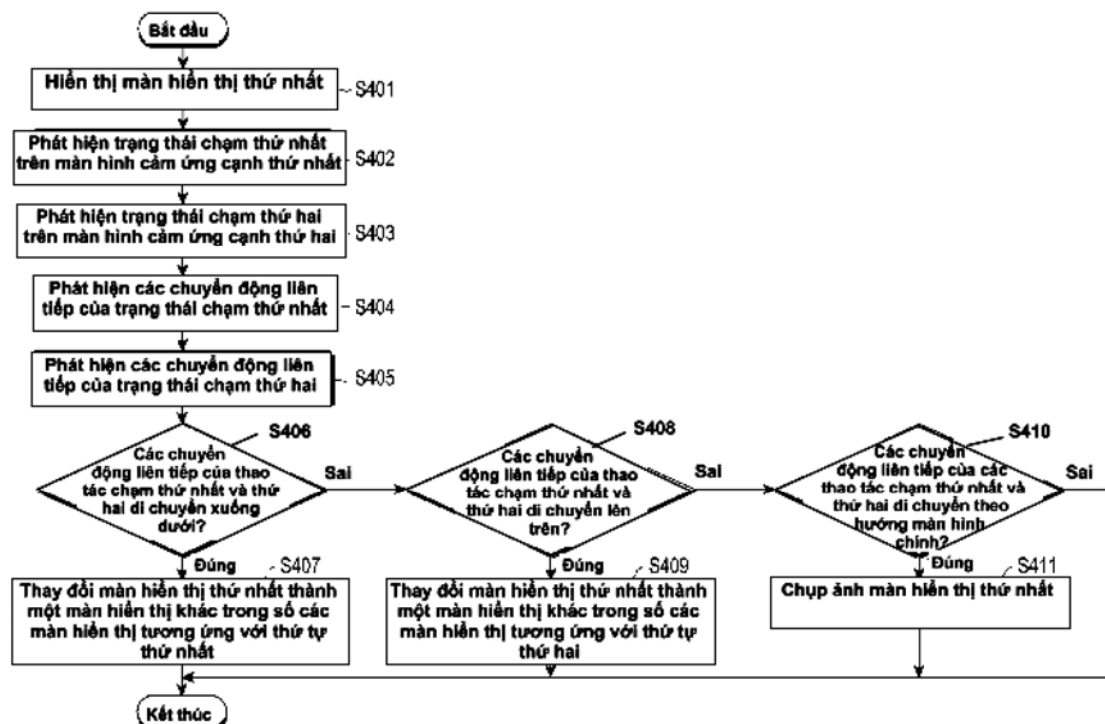 Bắt đầu
Hiển thị màn hiển thị thứ nhất
S401
Phát hiện trạng thái chạm thứ nhất
trên màn hình cảm ứng cạnh thứ nhất
S402
Phát hiện trạng thái chạm thứ hai
trên màn hình cảm ứng cạnh thứ hai
S403
Phát hiện các chuyển động liên
tiếp của trạng thái chạm thứ nhất
S404
Phát hiện các chuyển động liên
tiếp của trạng thái chạm thứ hai
S405
S406
Các chuyển
động liên tiếp của thao
tác chạm thứ nhất và thứ
hai di chuyển xuống
dưới?
Sai
Đúng
S407
Thay đổi màn hiển thị thứ nhất thành
một màn hiển thị khác trong số các
màn hiển thị tương ứng với thứ tự
thứ nhất
S408
Các chuyển
động liên tiếp của thao
tác chạm thứ nhất và
thứ hai di chuyển lên
trên?
Sai
Đúng
S409
Thay đổi màn hiển thị thứ nhất thành
một màn hiển thị khác trong số các
màn hiển thị tương ứng với thứ tự
thứ hai
S410
Các chuyển
động liên tiếp của các
thao tác chạm thứ nhất và
thứ hai di chuyển theo
hướng màn hình
chính?
Sai
Đúng
S411
Chụp ảnh màn hiển thị thứ nhất
Kết thúc